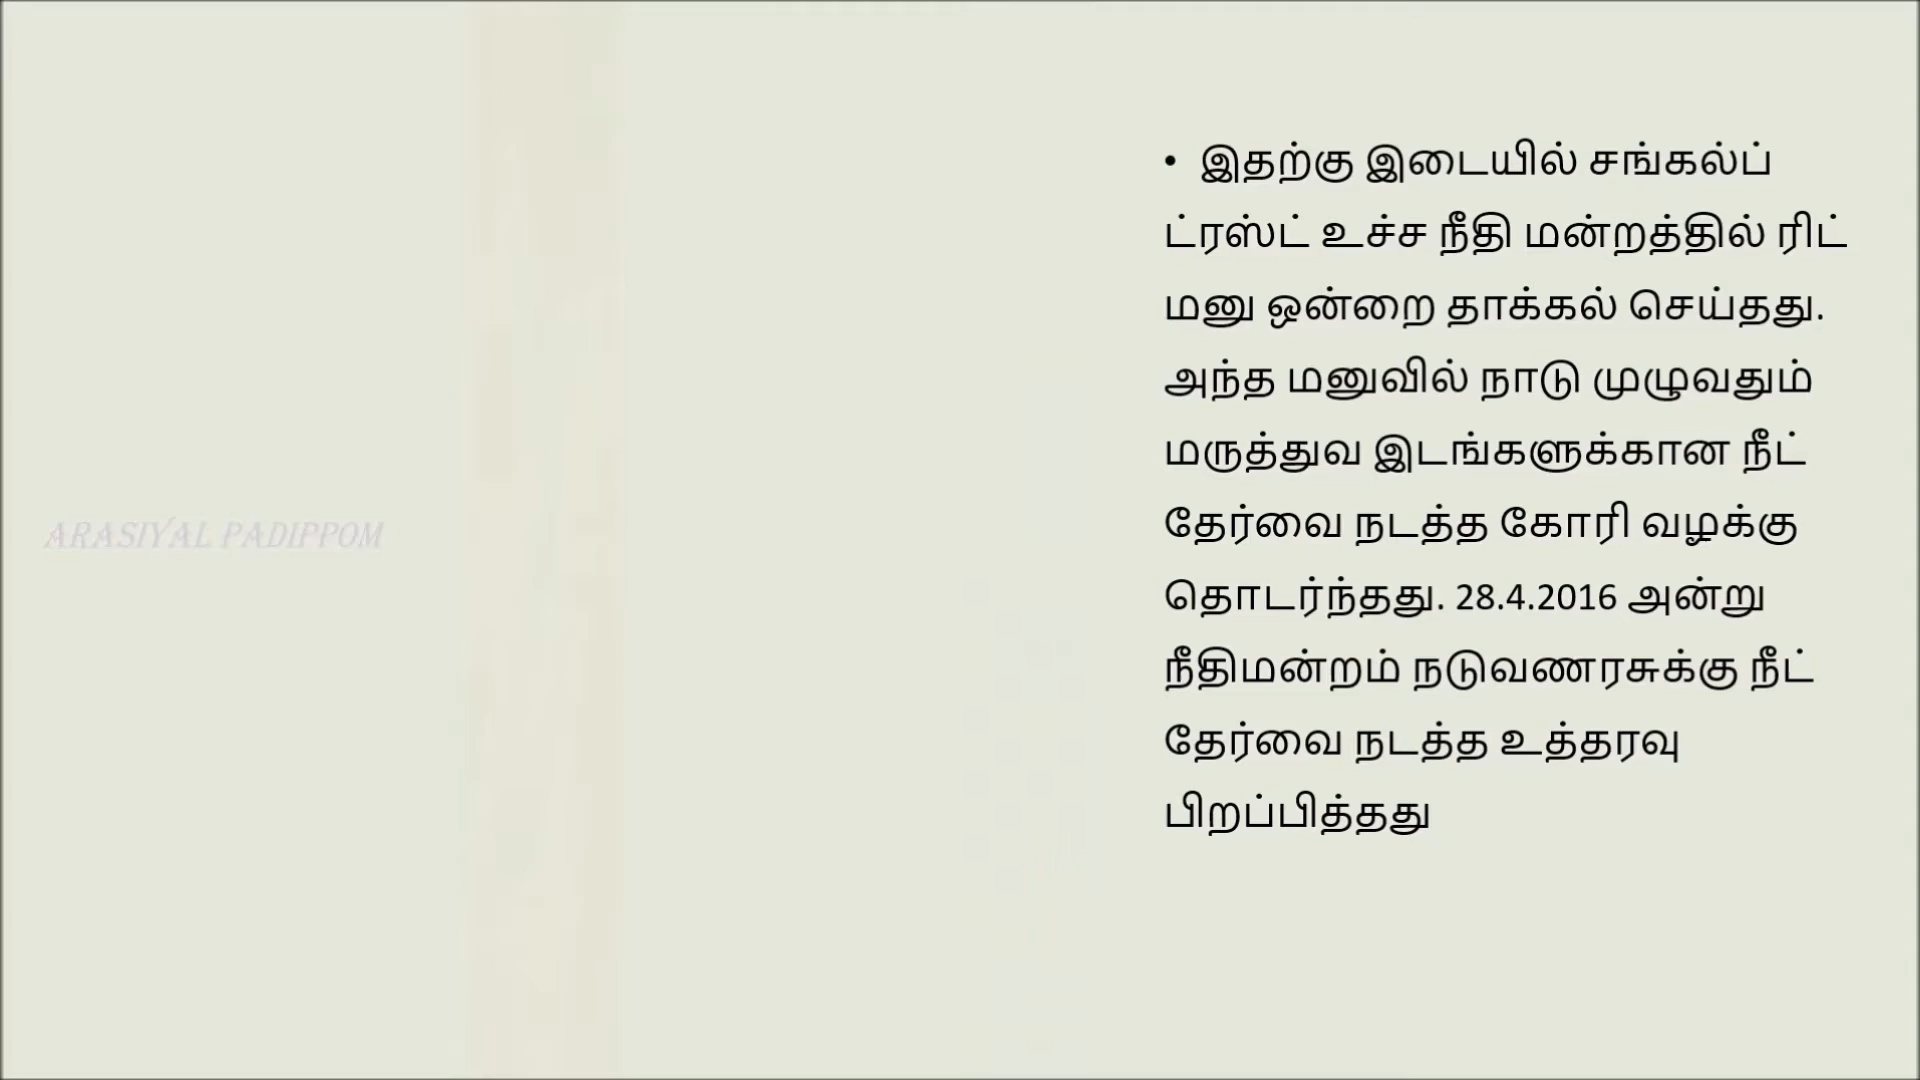 • இதற்கு இடையில் சங்கல்ப்
ட்ரஸ்ட் உச்ச நீதி மன்றத்தில் ரிட்
மனு ஒன்றை தாக்கல் செய்தது.
அந்த மனுவில் நாடு முழுவதும்
மருத்துவ இடங்களுக்கான நீட்
தேர்வை நடத்த கோரி வழக்கு
தொடர்ந்தது. 28.4.2016 அன்று
நீதிமன்றம் நடுவணரசுக்கு நீட்
தேர்வை நடத்த உத்தரவு
பிறப்பித்தது
ARASIYAL PADIPPOM